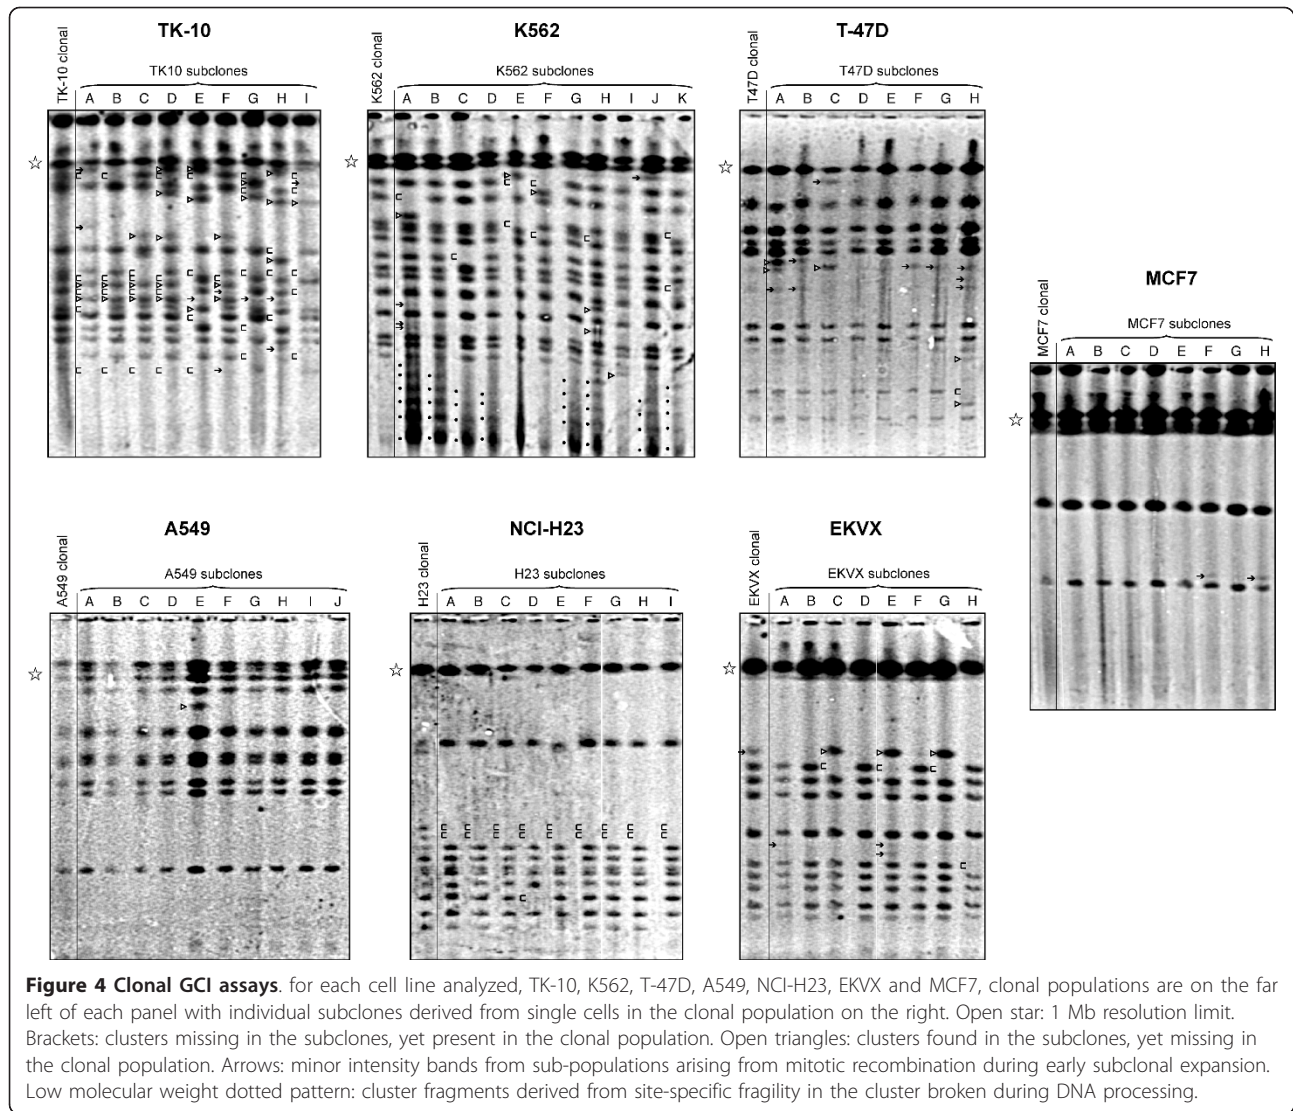 TK-10
TK-10 clonal
TK10 subclones
A B C D E F G H I
K562
K562 clonal
K562 subclones
A B C D E F G H I J K
T-47D
T47D clonal
T47D subclones
A B C D E F G H
MCF7
MCF7 clonal
MCF7 subclones
A B C D E F G H
A549
A549 clonal
A549 subclones
A B C D E F G H I J
NCI-H23
H23 clonal
H23 subclones
A B C D E F G H I
EKVX
EKVX clonal
EKVX subclones
A B C D E F G H
Figure 4 Clonal GCI assays. for each cell line analyzed, TK-10, K562, T-47D, A549, NCI-H23, EKVX and MCF7, clonal populations are on the far
left of each panel with individual subclones derived from single cells in the clonal population on the right. Open star: 1 Mb resolution limit.
Brackets: clusters missing in the subclones, yet present in the clonal population. Open triangles: clusters found in the subclones, yet missing in
the clonal population. Arrows: minor intensity bands from sub-populations arising from mitotic recombination during early subclonal expansion.
Low molecular weight dotted pattern: cluster fragments derived from site-specific fragility in the cluster broken during DNA processing.